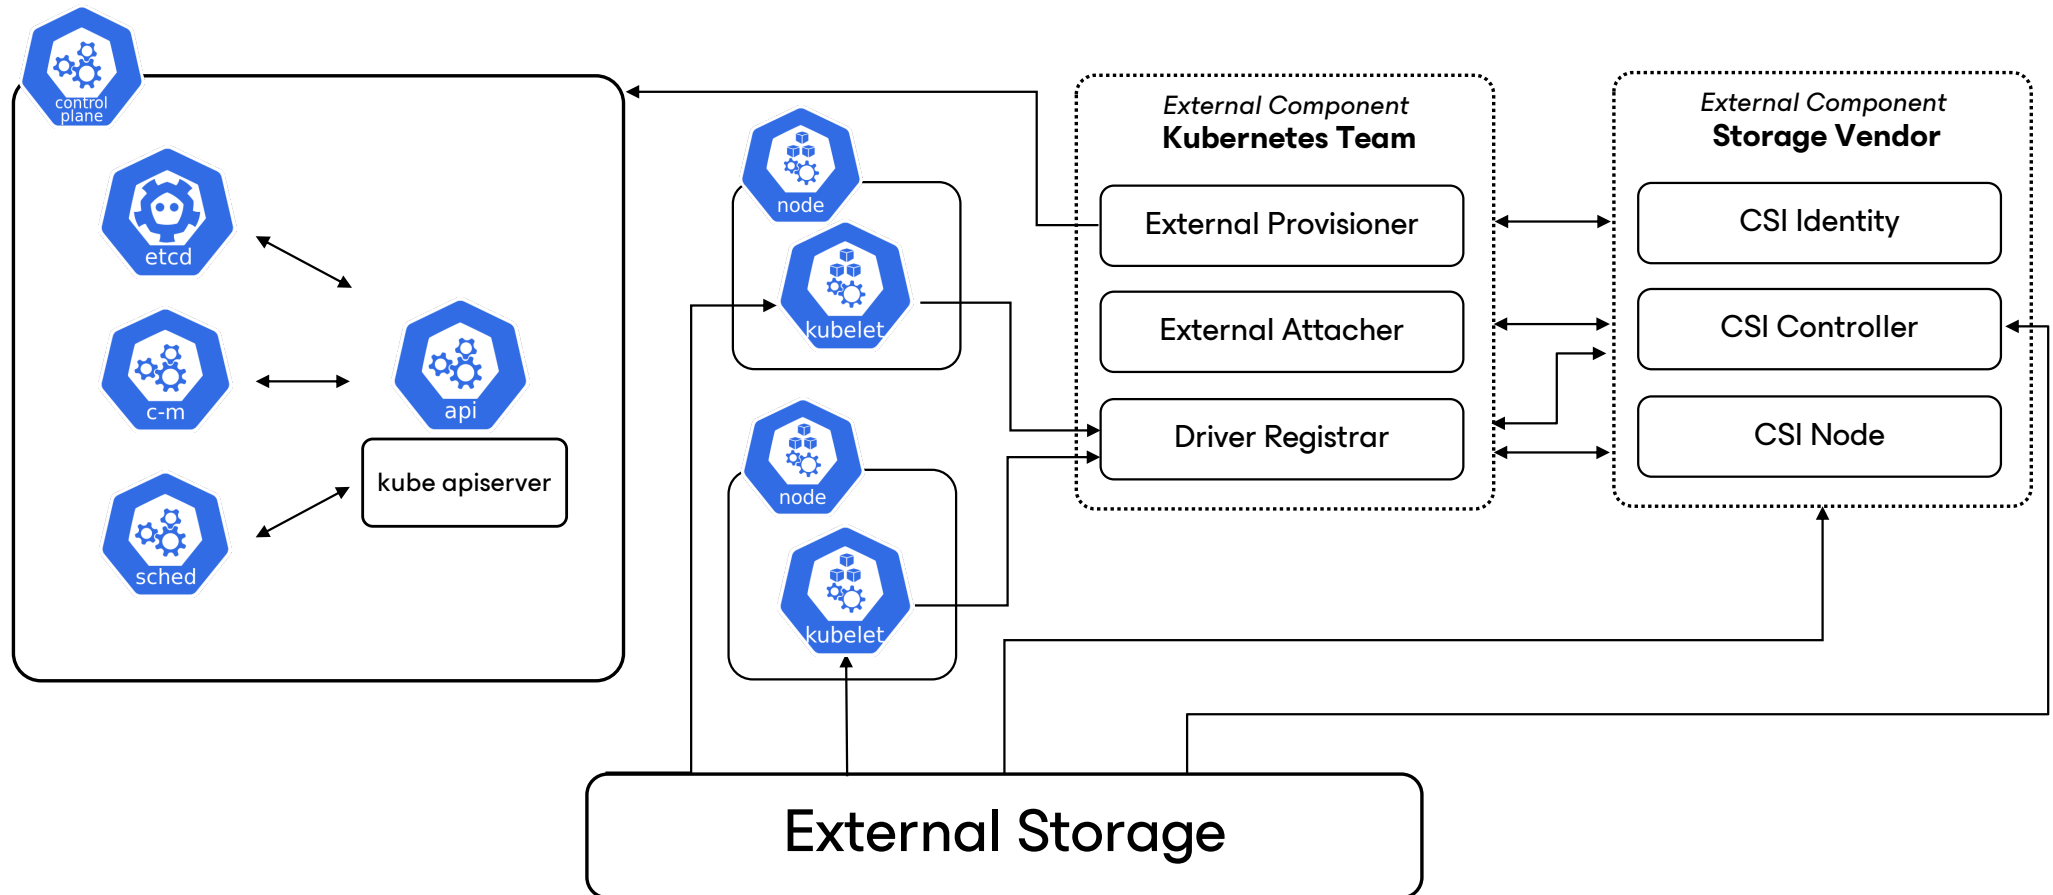 control
plane
etcd
c-m
sched
api
kube apiserver
node
kubelet
node
kubelet
External Component
Kubernetes Team
External Provisioner
External Attacher
Driver Registrar
External Component
Storage Vendor
CSI Identity
CSI Controller
CSI Node
External Storage